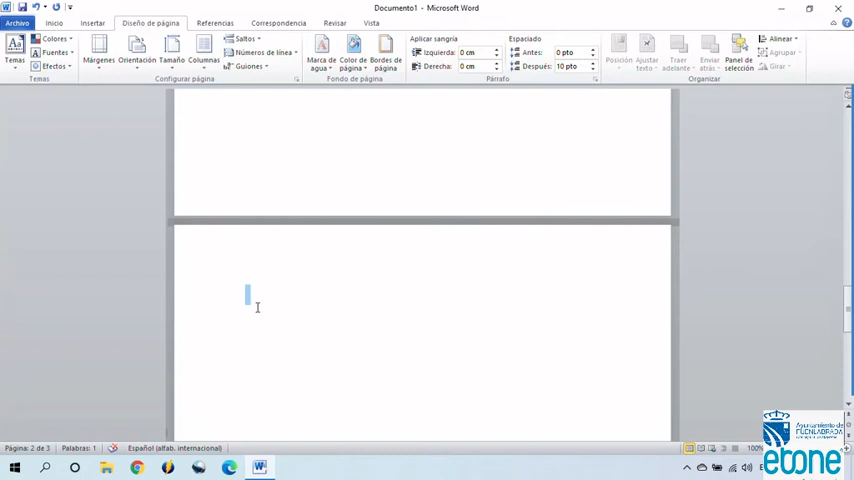 Documento1 - Microsoft Word
Archivo Inicio Insertar Diseño de página Referencias Correspondencia Revisar Vista
Temas
Colores
Fuentes
Efectos
Temas
Márgenes Orientación Tamaño Columnas
Saltos
Números de línea
Guiones
Configurar página
Marca de agua
Color de página
Bordes de página
Fondo de página
Aplicar sangría
Izquierda: 0 cm
Derecha: 0 cm
Espaciado
Antes: 0 pto
Después: 10 pto
Párrafo
Posición
Ajustar texto
Traer adelante
Enviar atrás
Panel de selección
Alinear
Agrupar
Girar
Organizar
Página: 2 de 3 Palabras: 1 Español (alfab. internacional) 100%
Ayuntamiento de
FUENLABRADA
etone